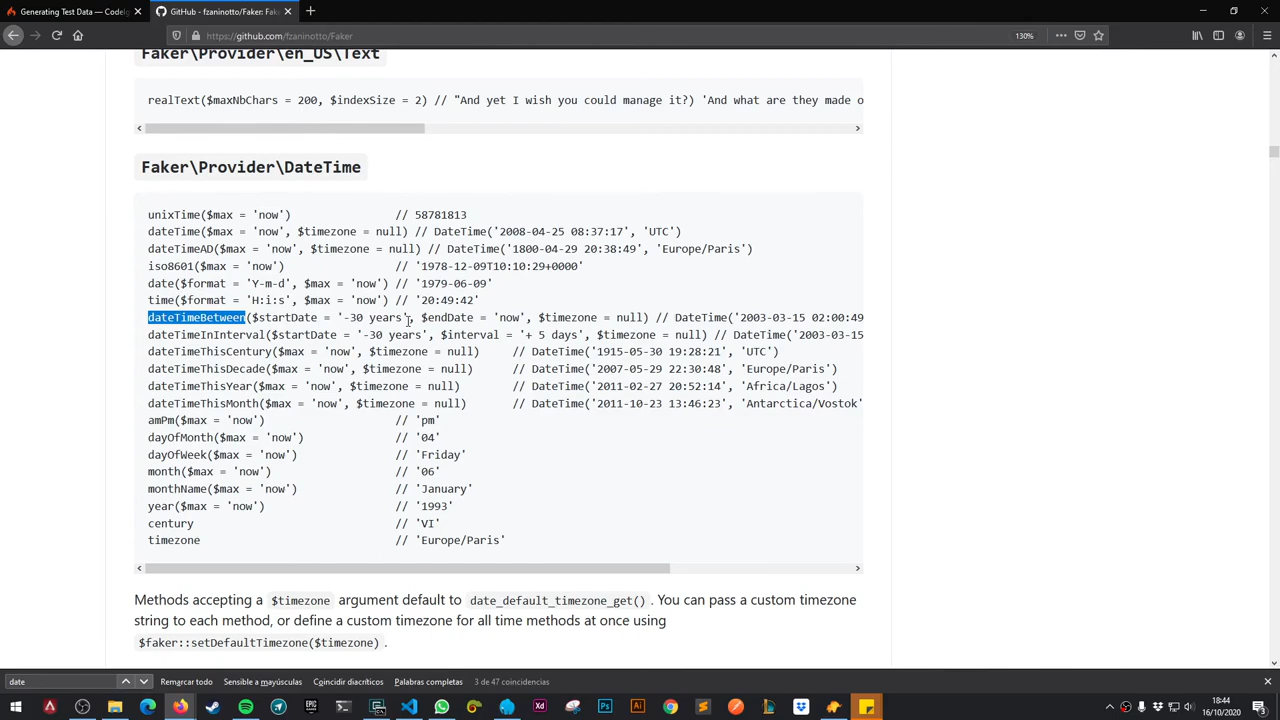 Generating Test Data — CodeIg
GitHub - fzaninotto/Faker: Faker
https://github.com/fzaninotto/Faker
130%
Faker\Provider\en_US\Text
realText($maxNbChars = 200, $indexSize = 2) // "And yet I wish you could manage it?) 'And what are they made o
Faker\Provider\DateTime
unixTime($max = 'now') // 58781813
dateTime($max = 'now', $timezone = null) // DateTime('2008-04-25 08:37:17', 'UTC')
dateTimeAD($max = 'now', $timezone = null) // DateTime('1800-04-29 20:38:49', 'Europe/Paris')
iso8601($max = 'now') // '1978-12-09T10:10:29+0000'
date($format = 'Y-m-d', $max = 'now') // '1979-06-09'
time($format = 'H:i:s', $max = 'now') // '20:49:42'
dateTimeBetween($startDate = '-30 years', $endDate = 'now', $timezone = null) // DateTime('2003-03-15 02:00:49
dateTimeInInterval($startDate = '-30 years', $interval = '+ 5 days', $timezone = null) // DateTime('2003-03-15
dateTimeThisCentury($max = 'now', $timezone = null) // DateTime('1915-05-30 19:28:21', 'UTC')
dateTimeThisDecade($max = 'now', $timezone = null) // DateTime('2007-05-29 22:30:48', 'Europe/Paris')
dateTimeThisYear($max = 'now', $timezone = null) // DateTime('2011-02-27 20:52:14', 'Africa/Lagos')
dateTimeThisMonth($max = 'now', $timezone = null) // DateTime('2011-10-23 13:46:23', 'Antarctica/Vostok'
amPm($max = 'now') // 'pm'
dayOfMonth($max = 'now') // '04'
dayOfWeek($max = 'now') // 'Friday'
month($max = 'now') // '06'
monthName($max = 'now') // 'January'
year($max = 'now') // '1993'
century // 'VI'
timezone // 'Europe/Paris'
Methods accepting a $timezone argument default to date_default_timezone_get(). You can pass a custom timezone
string to each method, or define a custom timezone for all time methods at once using
$faker::setDefaultTimezone($timezone).
date
Remarcar todo Sensible a mayúsculas Coincidir diacríticos Palabras completas 3 de 47 coincidencias
EPIC
Xd
Ps
Ai
18:44
16/10/2020